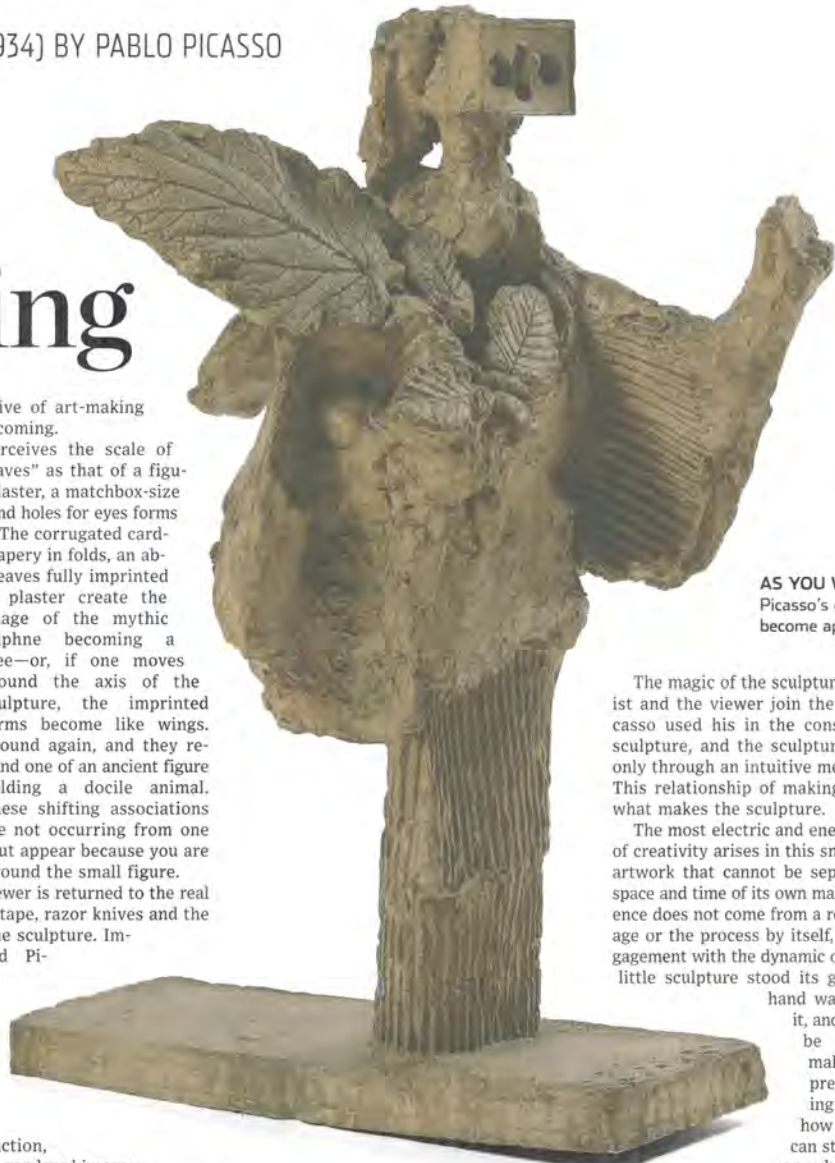 934) BY PABLO PICASSO
ing
ive of art-making
coming.
rceives the scale of
aves” as that of a figu-
laster, a matchbox-size
nd holes for eyes forms
The corrugated card-
apery in folds, an ab-
eaves fully imprinted
plaster create the
age of the mythic
phne becoming a
ee—or, if one moves
ound the axis of the
ulpture, the imprinted
rms become like wings.
ound again, and they re-
nd one of an ancient figure
lding a docile animal.
ese shifting associations
e not occurring from one
ut appear because you are
ound the small figure.
ewer is returned to the real
tape, razor knives and the
e sculpture. Im-
d Pi-
ction,
AS YOU W
Picasso’s
become ag
The magic of the sculptur
ist and the viewer join the
casso used his in the cons
sculpture, and the sculptur
only through an intuitive me
This relationship of making
what makes the sculpture.
The most electric and ene
of creativity arises in this sn
artwork that cannot be sep
space and time of its own ma
ence does not come from a r
age or the process by itself,
gagement with the dynamic o
little sculpture stood its g
hand wa
it, and
be
mal
pre
ing
how
can st